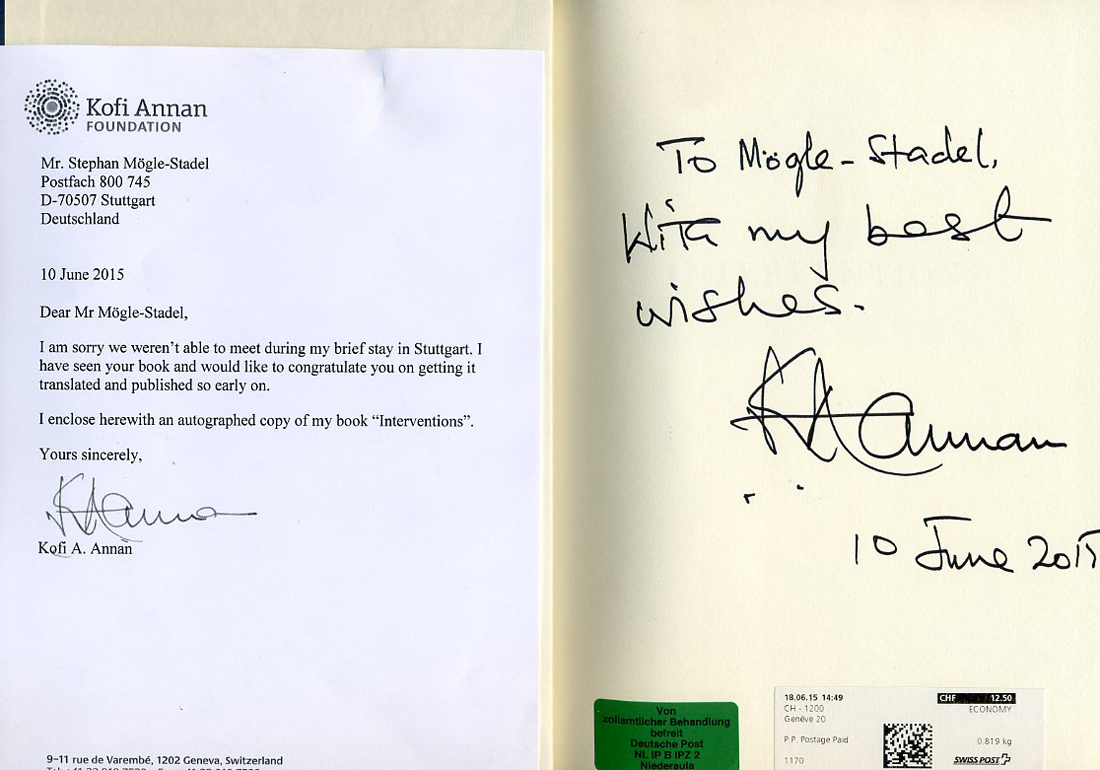 Kofi Annan
FOUNDATION
Mr. Stephan Mögle-Stadel
Postfach 800 745
D-70507 Stuttgart
Deutschland
10 June 2015
Dear Mr Mögle-Stadel,
I am sorry we weren't able to meet during my brief stay in Stuttgart. I
have seen your book and would like to congratulate you on getting it
translated and published so early on.
I enclose herewith an autographed copy of my book “Interventions”.
Yours sincerely,
Kofi A. Annan
9–11 rue de Varembé, 1202 Geneva, Switzerland
To Mögle-Stadel,
With my best
wishes.
K A Annan
10 June 2015
Von
zollamtlicher Behandlung
befreit
Deutsche Post
NL IP B IPZ 2
Niederaula
18.06.15 14:49
CH - 1200
Genève 20
P.P. Postage Paid
1170
CHF 12.50
ECONOMY
0.819 kg
SWISS POST